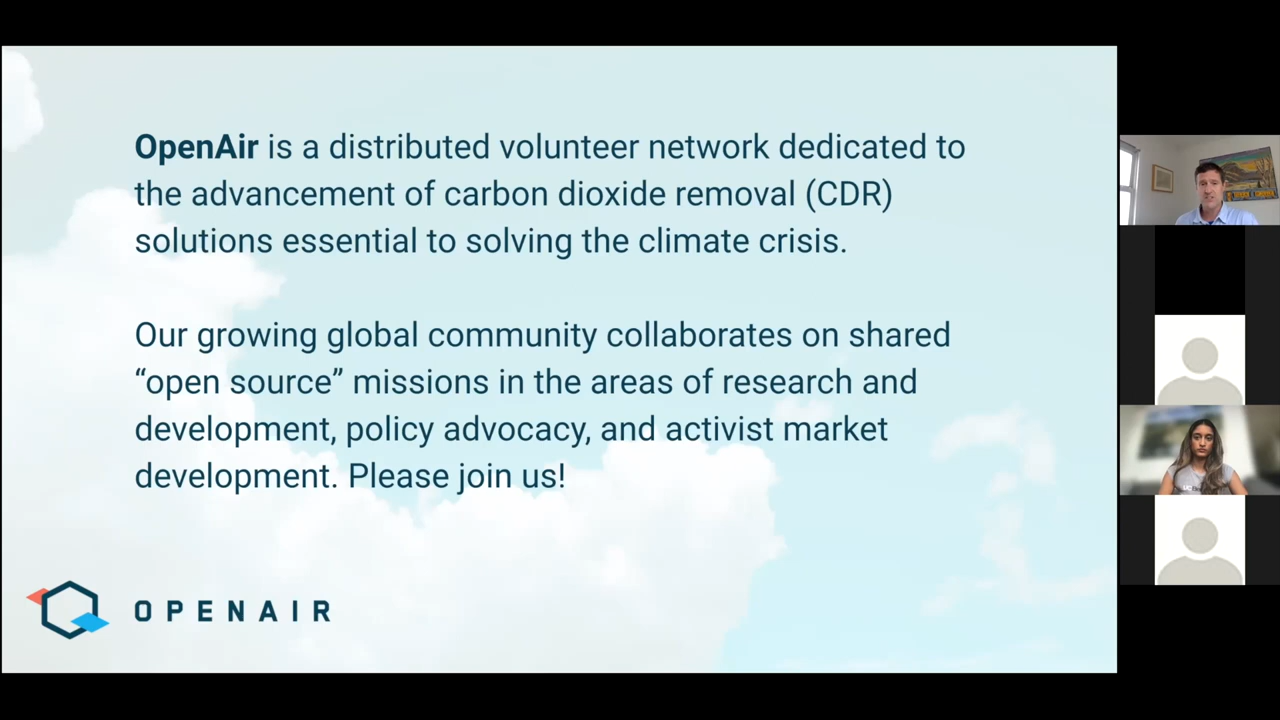 OpenAir is a distributed volunteer network dedicated to
the advancement of carbon dioxide removal (CDR)
solutions essential to solving the climate crisis.
Our growing global community collaborates on shared
“open source” missions in the areas of research and
development, policy advocacy, and activist market
development. Please join us!
OPENAIR